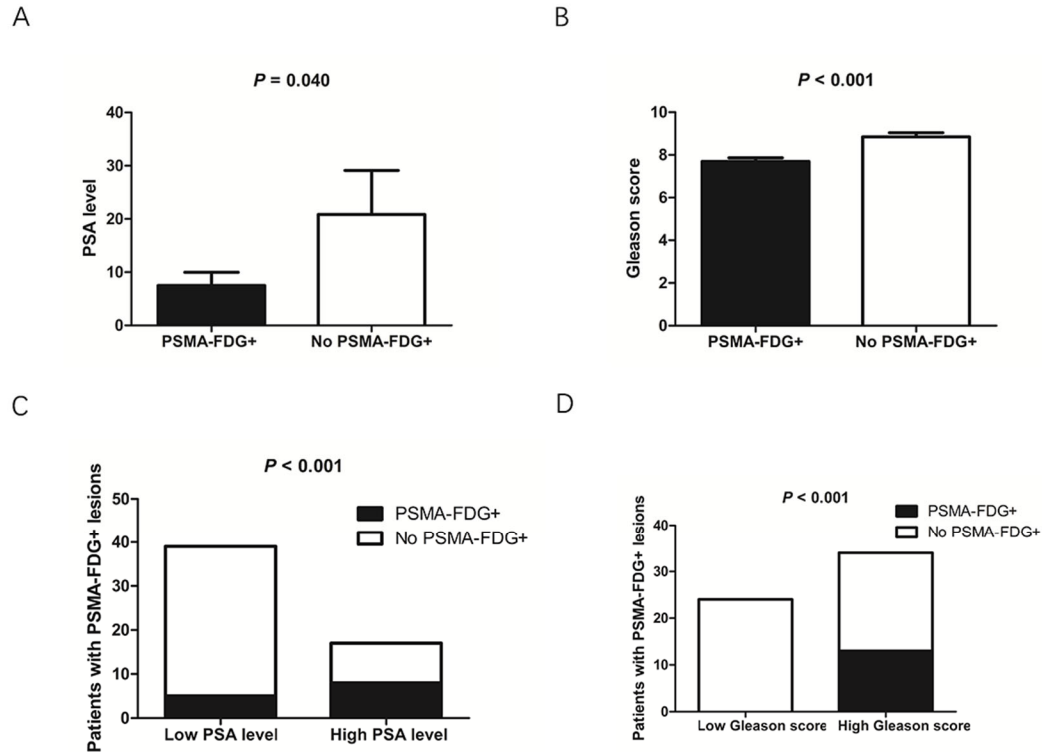 A
P = 0.040
PSA level
40
30
20
10
0
PSMA-FDG+ No PSMA-FDG+
B
P < 0.001
Gleason score
10
8
6
4
2
0
PSMA-FDG+ No PSMA-FDG+
C
P < 0.001
Patients with PSMA-FDG+ lesions
50
40
30
20
10
0
PSMA-FDG+
No PSMA-FDG+
Low PSA level High PSA level
D
P < 0.001
Patients with PSMA-FDG+ lesions
40
30
20
10
0
PSMA-FDG+
No PSMA-FDG+
Low Gleason score High Gleason score